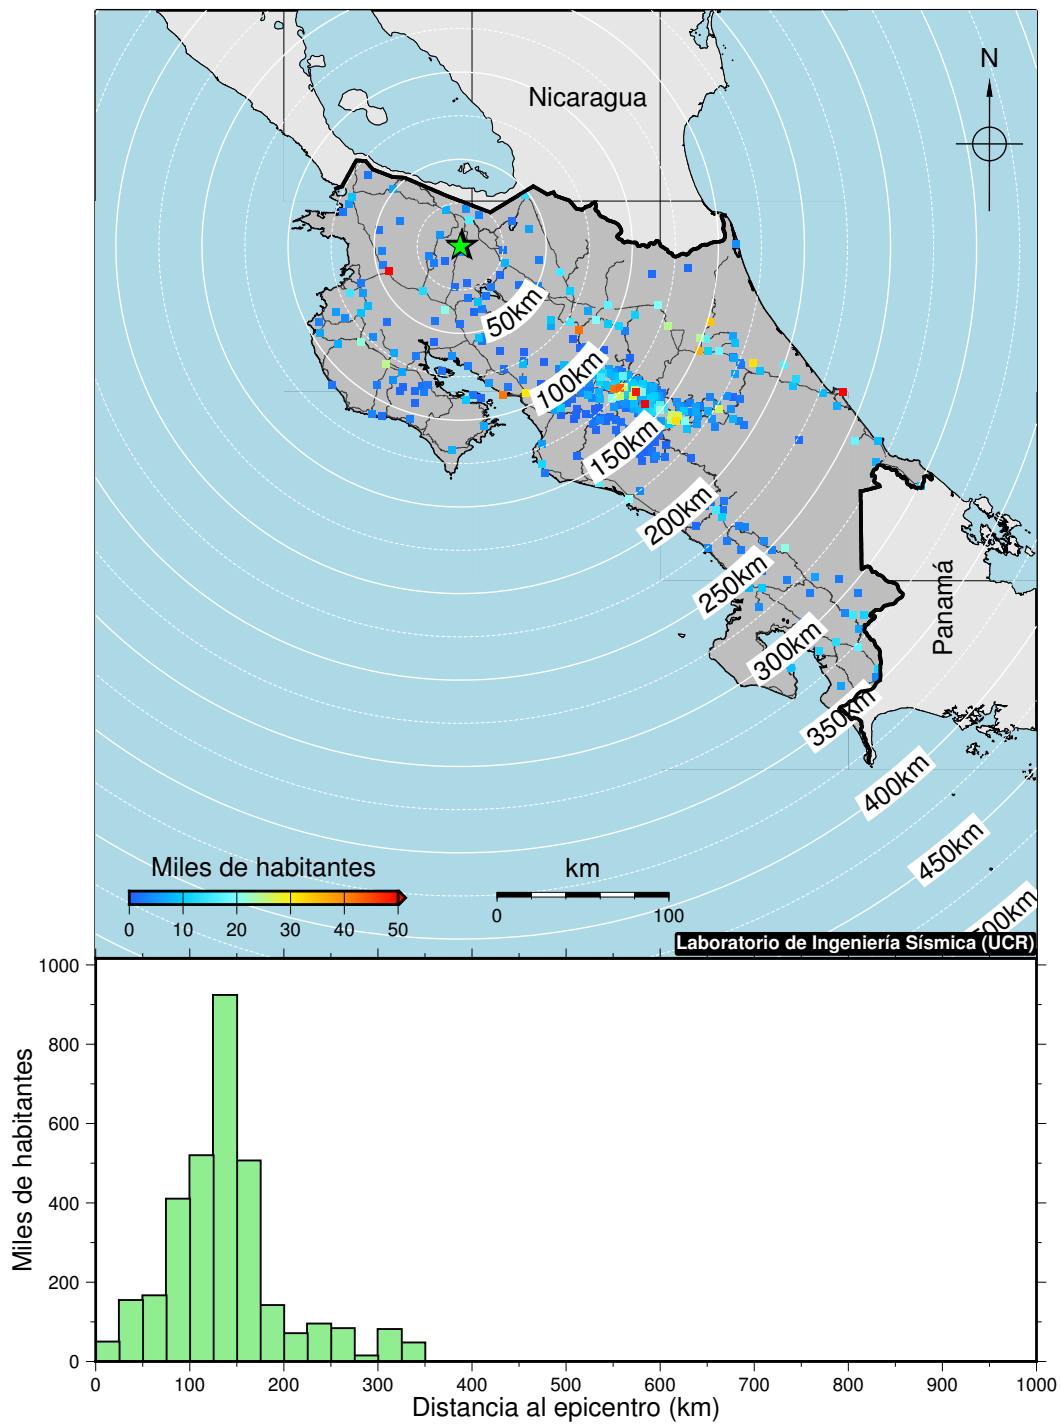 N
Nicaragua
50km
100km
150km
200km
250km
300km
350km
400km
450km
Panamá
Miles de habitantes
0 10 20 30 40 50
km
0 100
Laboratorio de Ingeniería Sísmica (UCR)
Miles de habitantes
1000
800
600
400
200
0
0 100 200 300 400 500 600 700 800 900 1000
Distancia al epicentro (km)